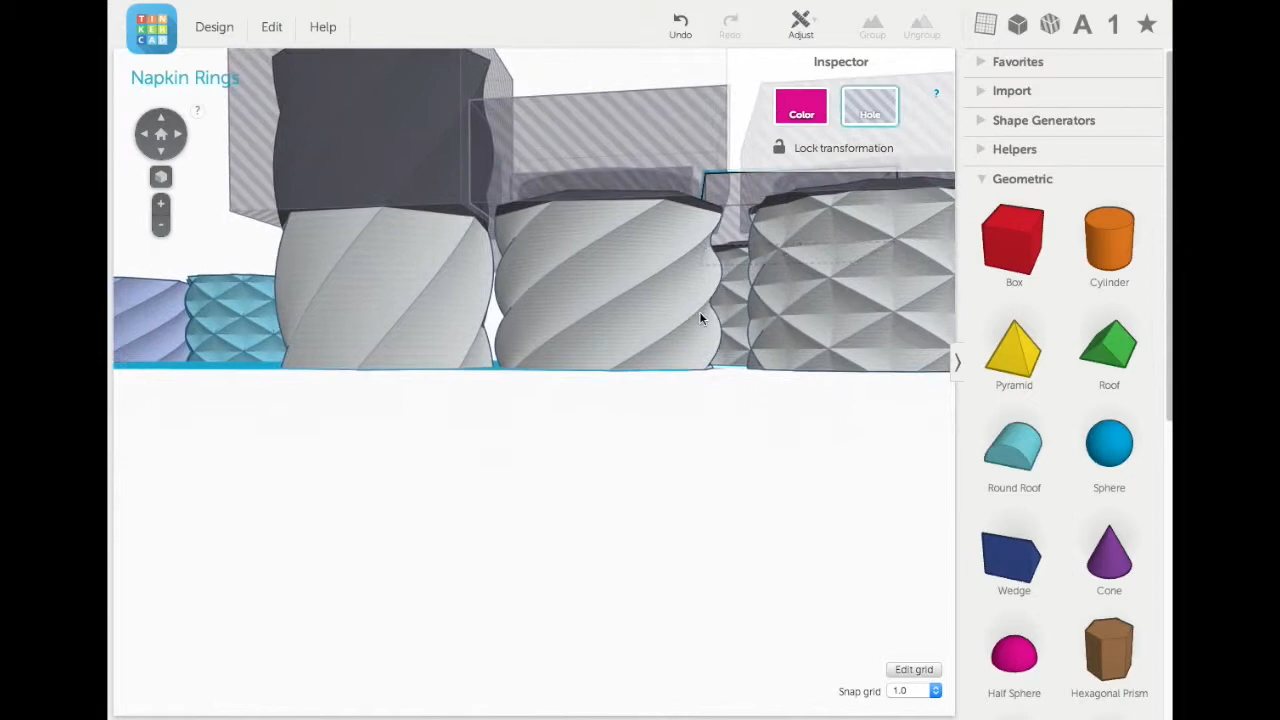 TIN
KER
CAD
Design
Edit
Help
Undo
Redo
Adjust
Group
Ungroup
A 1
Napkin Rings
?
+
-
Inspector
Color
Hole
?
Lock transformation
Favorites
Import
Shape Generators
Helpers
Geometric
Box
Cylinder
Pyramid
Roof
Round Roof
Sphere
Wedge
Cone
Half Sphere
Hexagonal Prism
Edit grid
Snap grid
1.0